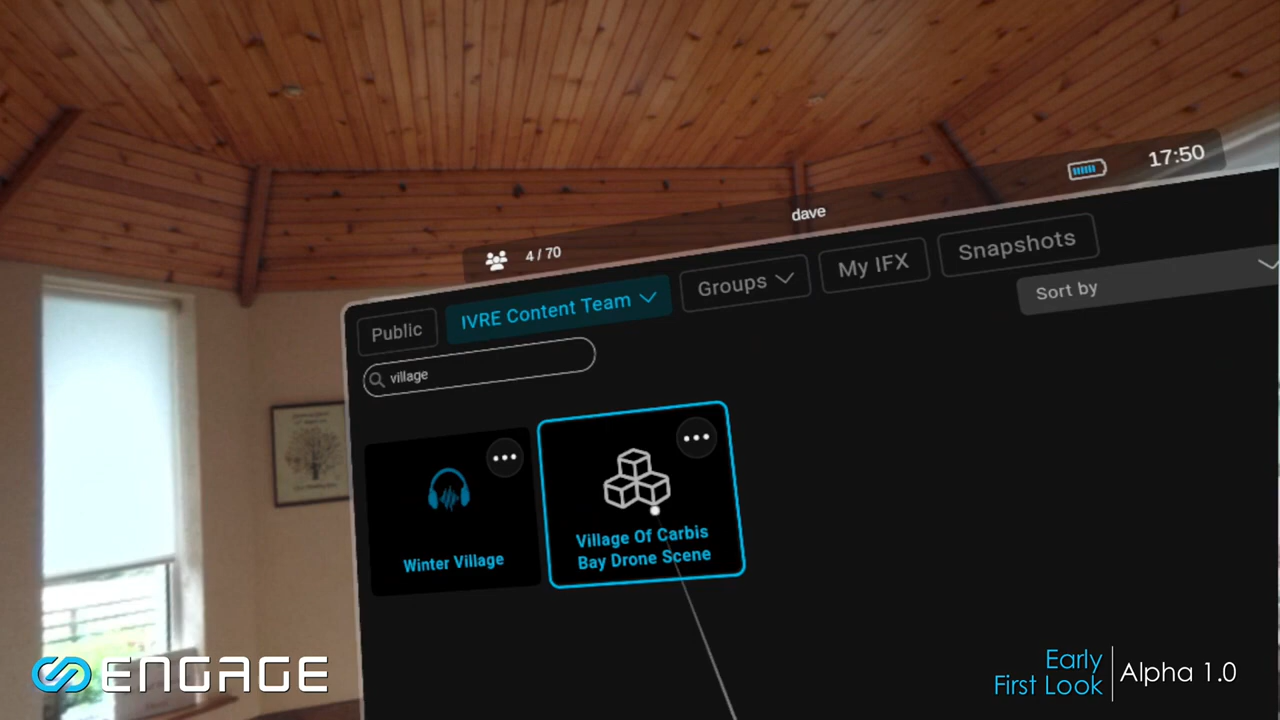 17:50
dave
4 / 70
Public
IVRE Content Team
Groups
My IFX
Snapshots
Sort by
village
Winter Village
Village Of Carbis
Bay Drone Scene
ENGAGE
Early
First Look
Alpha 1.0